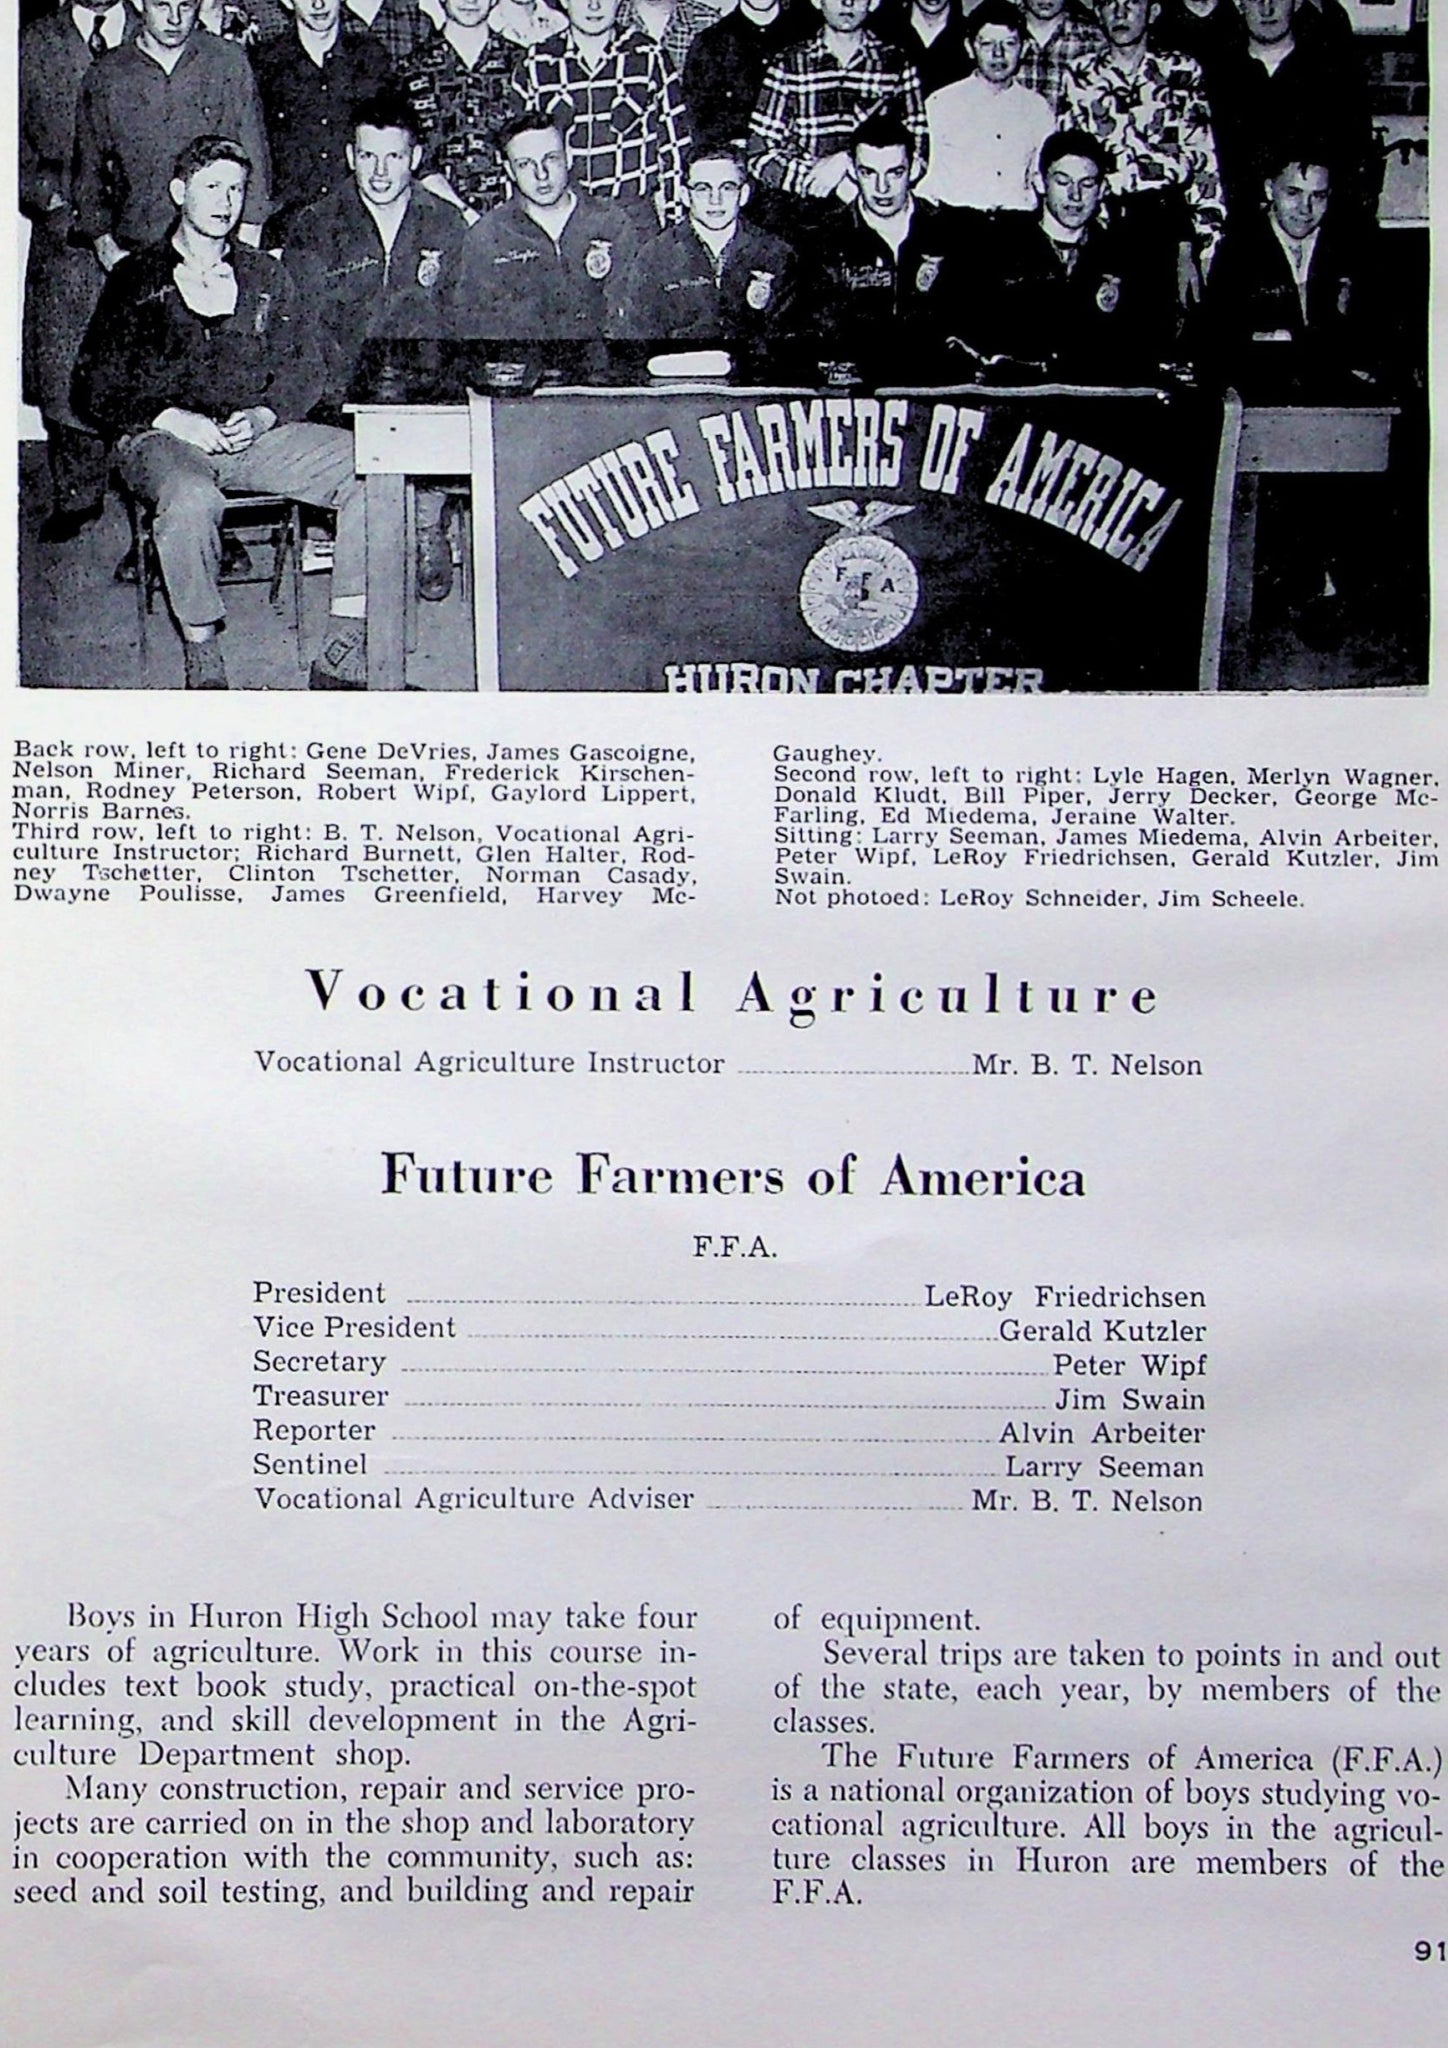 FUTURE FARMERS OF AMERICA
F F A
HURON CHAPTER
Back row, left to right: Gene DeVries, James Gascoigne,
Nelson Miner, Richard Seeman, Frederick Kirschen-
man, Rodney Peterson, Robert Wipf, Gaylord Lippert,
Norris Barnes.
Third row, left to right: B. T. Nelson, Vocational Agri-
culture Instructor; Richard Burnett, Glen Halter, Rod-
ney Tschetter, Clinton Tschetter, Norman Casady,
Dwayne Poulisse, James Greenfield, Harvey Mc-
Gaughey.
Second row, left to right: Lyle Hagen, Merlyn Wagner,
Donald Kludt, Bill Piper, Jerry Decker, George Mc-
Farling, Ed Miedema, Jeraine Walter.
Sitting: Larry Seeman, James Miedema, Alvin Arbeiter,
Peter Wipf, LeRoy Friedrichsen, Gerald Kutzler, Jim
Swain.
Not photoed: LeRoy Schneider, Jim Scheele.
Vocational Agriculture
Vocational Agriculture Instructor Mr. B. T. Nelson
Future Farmers of America
F.F.A.
President LeRoy Friedrichsen
Vice President Gerald Kutzler
Secretary Peter Wipf
Treasurer Jim Swain
Reporter Alvin Arbeiter
Sentinel Larry Seeman
Vocational Agriculture Adviser Mr. B. T. Nelson
Boys in Huron High School may take four
years of agriculture. Work in this course in-
cludes text book study, practical on-the-spot
learning, and skill development in the Agri-
culture Department shop.
Many construction, repair and service pro-
jects are carried on in the shop and laboratory
in cooperation with the community, such as:
seed and soil testing, and building and repair
of equipment.
Several trips are taken to points in and out
of the state, each year, by members of the
classes.
The Future Farmers of America (F.F.A.)
is a national organization of boys studying vo-
cational agriculture. All boys in the agricul-
ture classes in Huron are members of the
F.F.A.
91